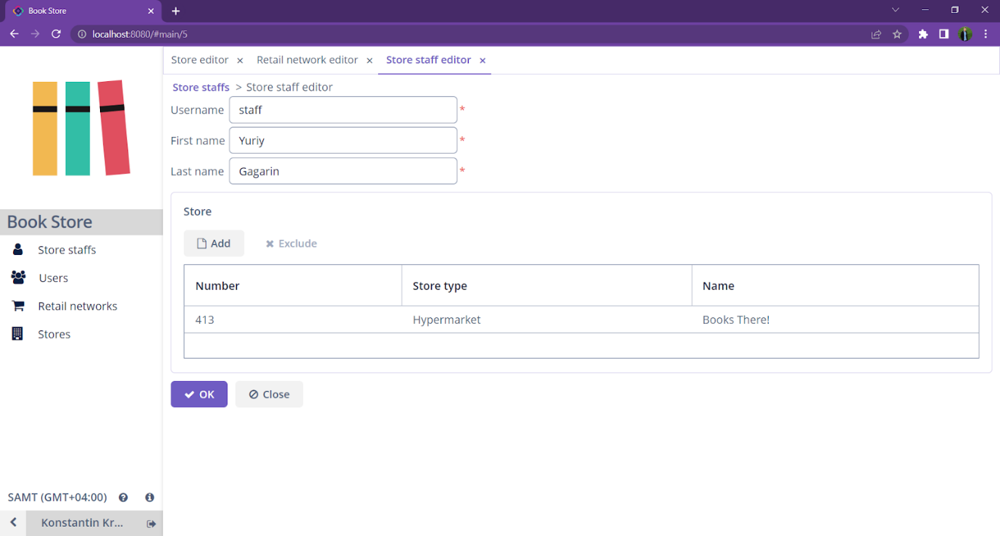 Book Store
localhost:8080/#main/5
Store editor Retail network editor Store staff editor
Store staffs > Store staff editor
Username staff *
First name Yuriy *
Last name Gagarin *
Store
Add Exclude
Number Store type Name
413 Hypermarket Books There!
OK Close
Book Store
Store staffs
Users
Retail networks
Stores
SAMT (GMT+04:00)
Konstantin Kr...